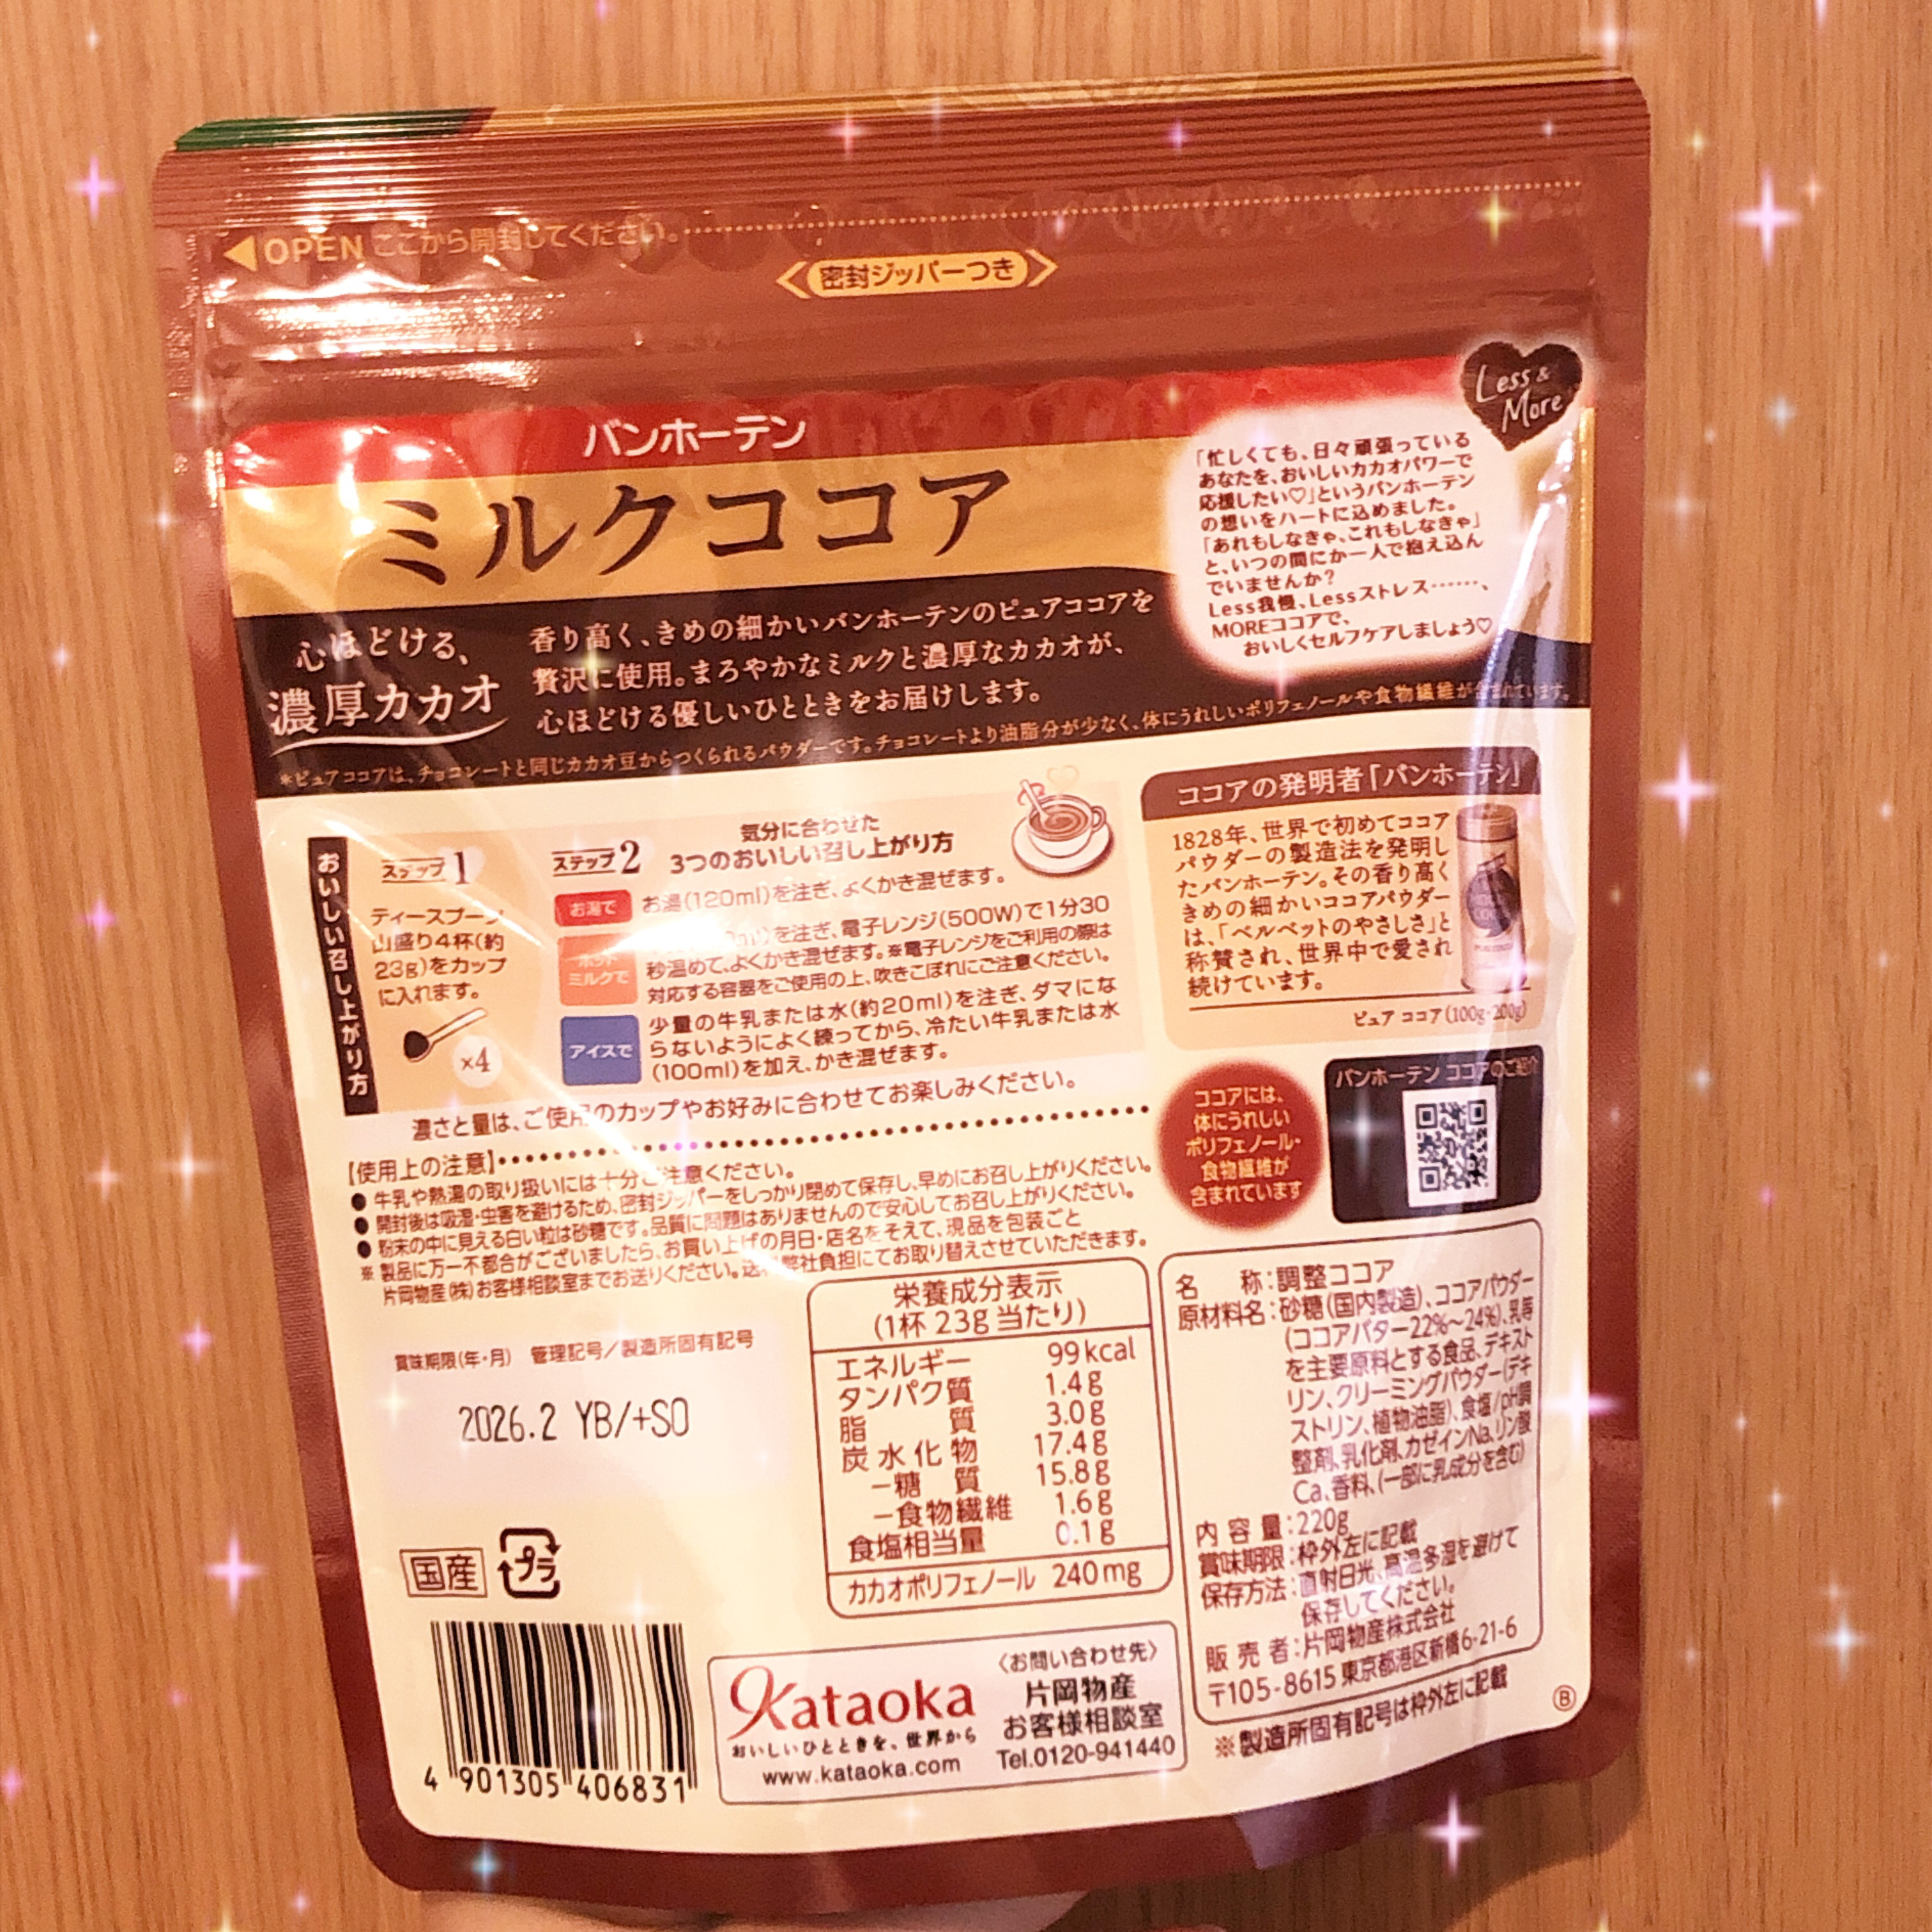 OPEN ここから開封してください。
密封ジッパーつき
Less &
More
バンホーテン
ミルクココア
「忙しくても、日々頑張っている
あなたを、おいしいカカオパワーで
応援したい♡」というバンホーテン
の想いをハートに込めました。
「あれもしなきゃ、これもしなきゃ」
と、いつの間にか一人で抱え込ん
でいませんか？
Less我慢、Lessストレス……、
MOREココアで、
おいしくセルフケアしましょう♡
心ほどける、
濃厚カカオ
香り高く、きめの細かいバンホーテンのピュアココアを
贅沢に使用。まろやかなミルクと濃厚なカカオが、
心ほどける優しいひとときをお届けします。
*ピュアココアは、チョコレートと同じカカオ豆からつくられるパウダーです。チョコレートより油脂分が少なく、体にうれしいポリフェノールや食物繊維が含まれています。
おいしい召し上がり方
ステップ1
ティースプーン
山盛り4杯(約
23g)をカップ
に入れます。
×4
ステップ2
気分に合わせた
3つのおいしい召し上がり方
お湯で
お湯(120ml)を注ぎ、よくかき混ぜます。
ホット
ミルクで
を注ぎ、電子レンジ(500W)で1分30
秒温めて、よくかき混ぜます。※電子レンジをご利用の際は
対応する容器をご使用の上、吹きこぼれにご注意ください。
アイスで
少量の牛乳または水(約20ml)を注ぎ、ダマにな
らないようによく練ってから、冷たい牛乳または水
(100ml)を加え、かき混ぜます。
濃さと量は、ご使用のカップやお好みに合わせてお楽しみください。
ココアの発明者「バンホーテン」
1828年、世界で初めてココア
パウダーの製造法を発明し
たバンホーテン。その香り高く
きめの細かいココアパウダー
は、「ベルベットのやさしさ」と
称賛され、世界中で愛され
続けています。
ピュア ココア(100g・200g)
ココアには、
体にうれしい
ポリフェノール・
食物繊維が
含まれています
バンホーテン ココアのご紹介
【使用上の注意】
●牛乳や熱湯の取り扱いには十分ご注意ください。
●開封後は吸湿・虫害を避けるため、密封ジッパーをしっかり閉めて保存し、早めにお召し上がりください。
●粉末の中に見える白い粒は砂糖です。品質に問題はありませんので安心してお召し上がりください。
※製品に万一不都合がございましたら、お買い上げの月日・店名をそえて、現品を包装ごと
片岡物産(株)お客様相談室までお送りください。送料弊社負担にてお取り替えさせていただきます。
賞味期限(年・月) 管理記号／製造所固有記号
2026.2 YB/+SO
国産
プラ
4 901305 406831
栄養成分表示
(1杯 23g 当たり)
エネルギー 99kcal
タンパク質 1.4g
脂質 3.0g
炭水化物 17.4g
－糖質 15.8g
－食物繊維 1.6g
食塩相当量 0.1g
カカオポリフェノール 240mg
名称：調整ココア
原材料名：砂糖(国内製造)、ココアパウダー
(ココアバター22%～24%)、乳等
を主要原料とする食品、デキスト
リン、クリーミングパウダー(デキ
ストリン、植物油脂)、食塩/pH調
整剤、乳化剤、カゼインNa、リン酸
Ca、香料、(一部に乳成分を含む)
内容量：220g
賞味期限：枠外左に記載
保存方法：直射日光、高温多湿を避けて
保存してください。
販売者：片岡物産株式会社
〒105-8615 東京都港区新橋6-21-6
※製造所固有記号は枠外左に記載
Ⓑ
Kataoka
おいしいひとときを、世界から
www.kataoka.com
〈お問い合わせ先〉
片岡物産
お客様相談室
Tel.0120-941440